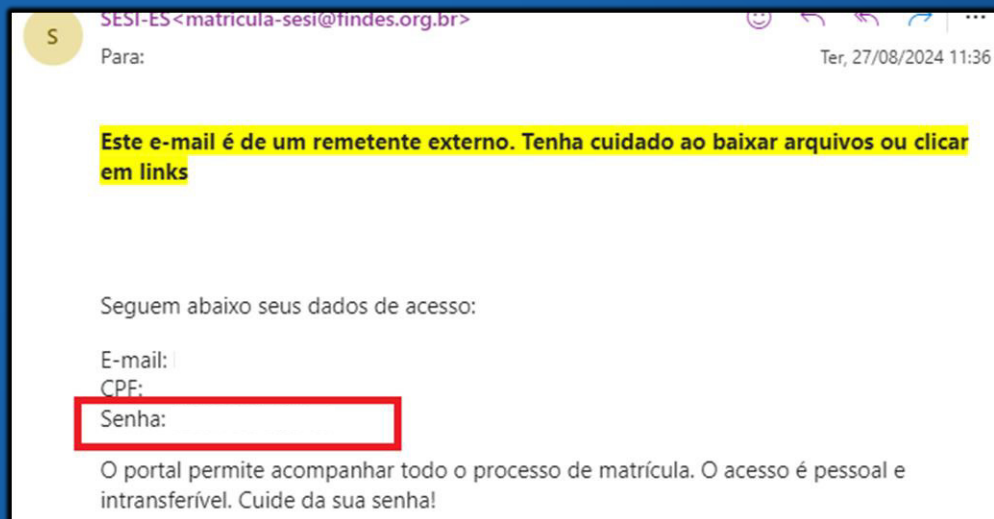 S
SESI-ES<matricula-sesi@findes.org.br>
Para:
Ter, 27/08/2024 11:36
Este e-mail é de um remetente externo. Tenha cuidado ao baixar arquivos ou clicar
em links
Seguem abaixo seus dados de acesso:
E-mail:
CPF:
Senha:
O portal permite acompanhar todo o processo de matrícula. O acesso é pessoal e
intransferível. Cuide da sua senha!